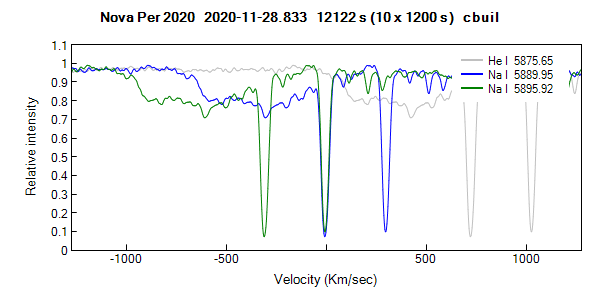 Nova Per 2020 2020-11-28.833 12122 s (10 x 1200 s) cbuil
1.1
1
0.9
0.8
0.7
0.6
0.5
0.4
0.3
0.2
0.1
0
Relative intensity
He I 5875.65
Na I 5889.95
Na I 5895.92
-1000 -500 0 500 1000
Velocity (Km/sec)